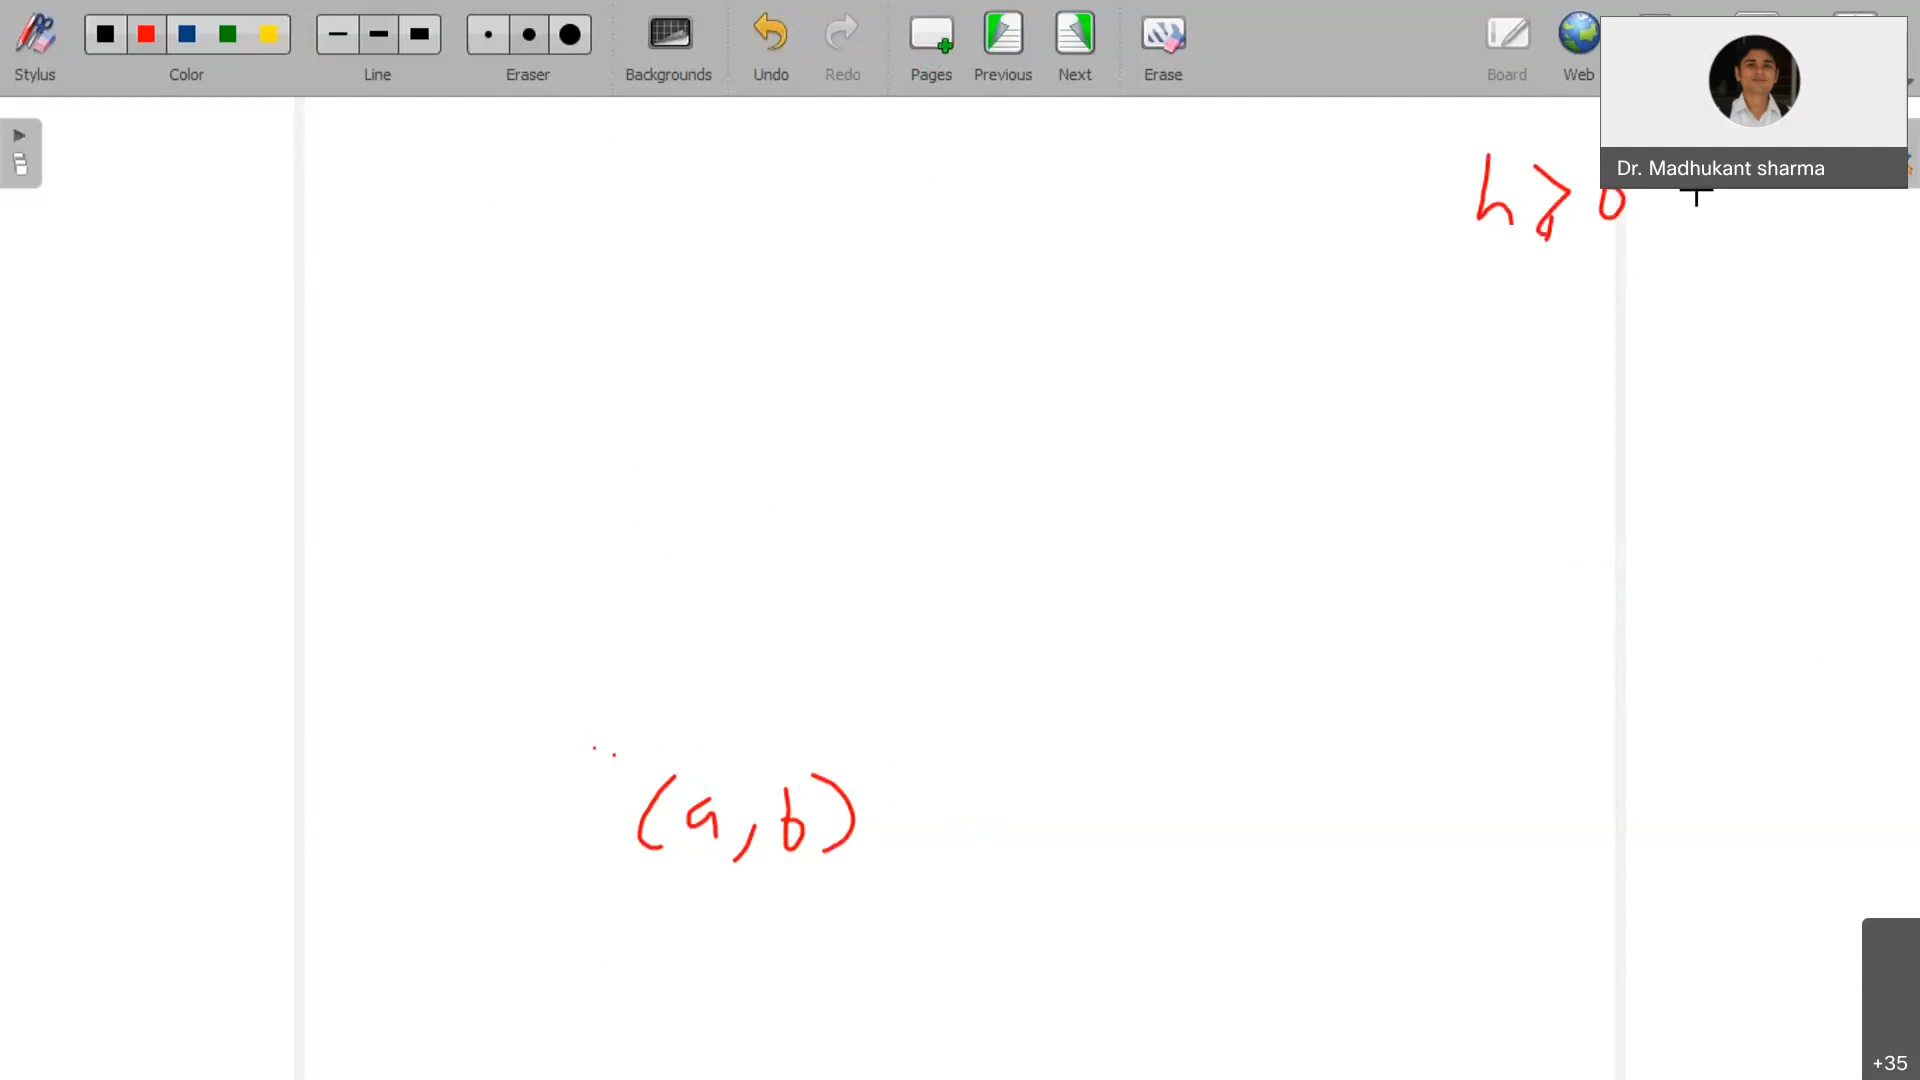 Stylus Color Line Eraser Backgrounds Undo Redo Pages Previous Next Erase Board Web
Dr. Madhukant sharma
h ≥ 0
(a, b)
+35